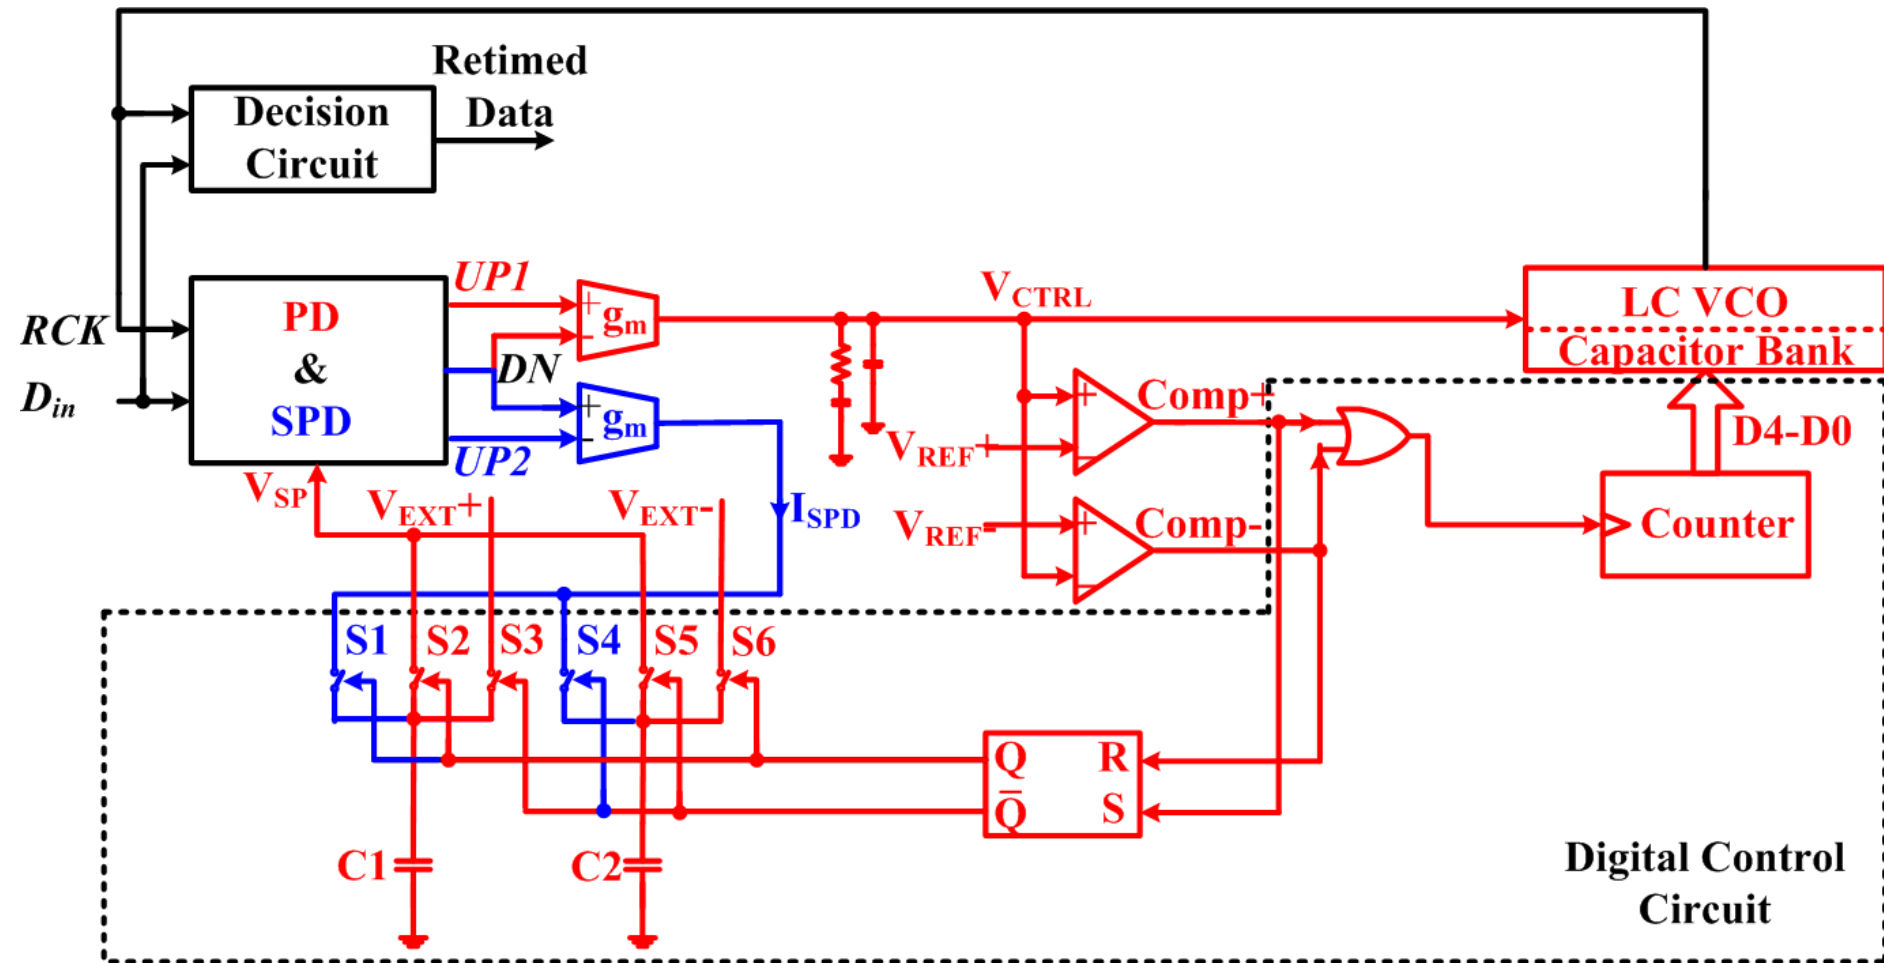 Retimed
Data
Decision
Circuit
RCK
Din
PD
&
SPD
UP1
DN
UP2
+
-
gm
+
-
gm
VCTRL
LC VCO
Capacitor Bank
D4-D0
Counter
Comp+
+
-
VREF+
Comp-
+
-
VREF-
VSP
VEXT+
VEXT-
ISPD
S1
S2
S3
S4
S5
S6
Q
R
Q̅
S
C1
C2
Digital Control
Circuit